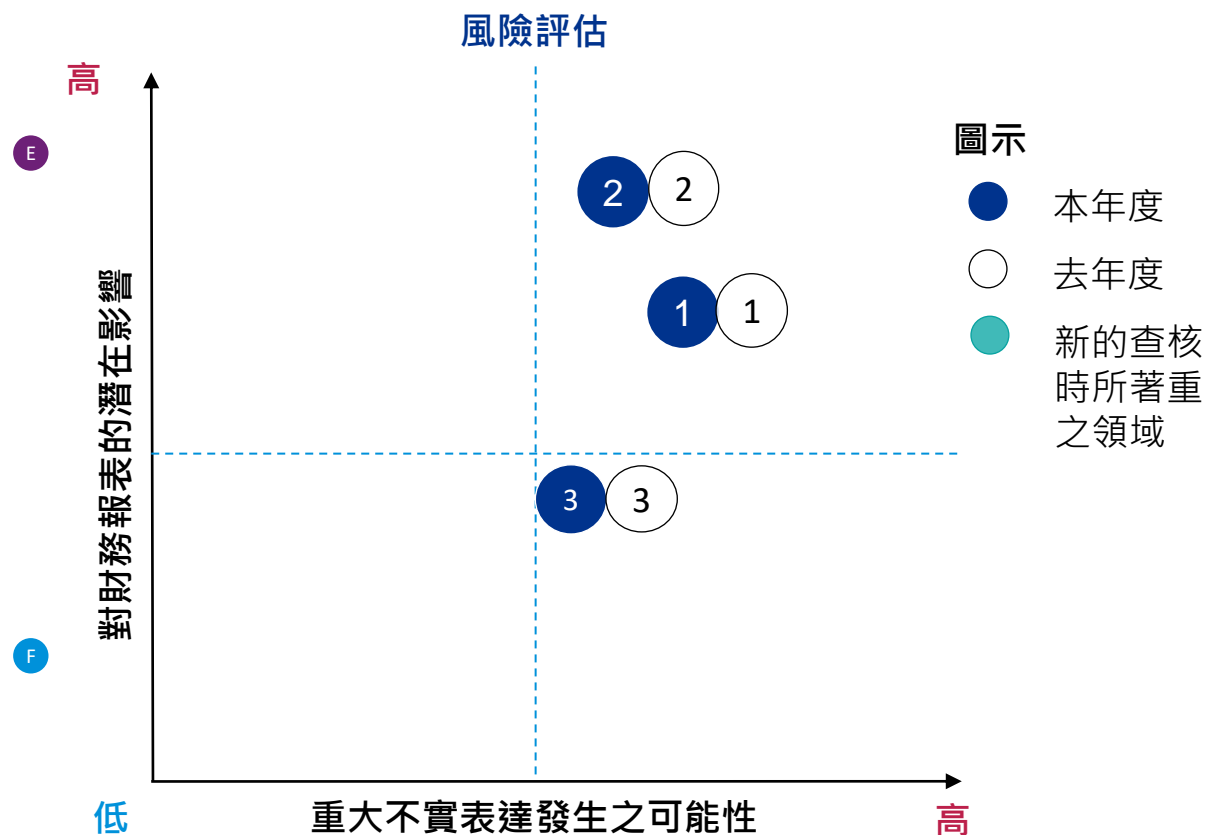 風險評估
高
E
圖示
2
2
本年度
去年度
1
1
新的查核
時所著重
之領域
對財務報表的潛在影響
3
3
F
低
重大不實表達發生之可能性
高